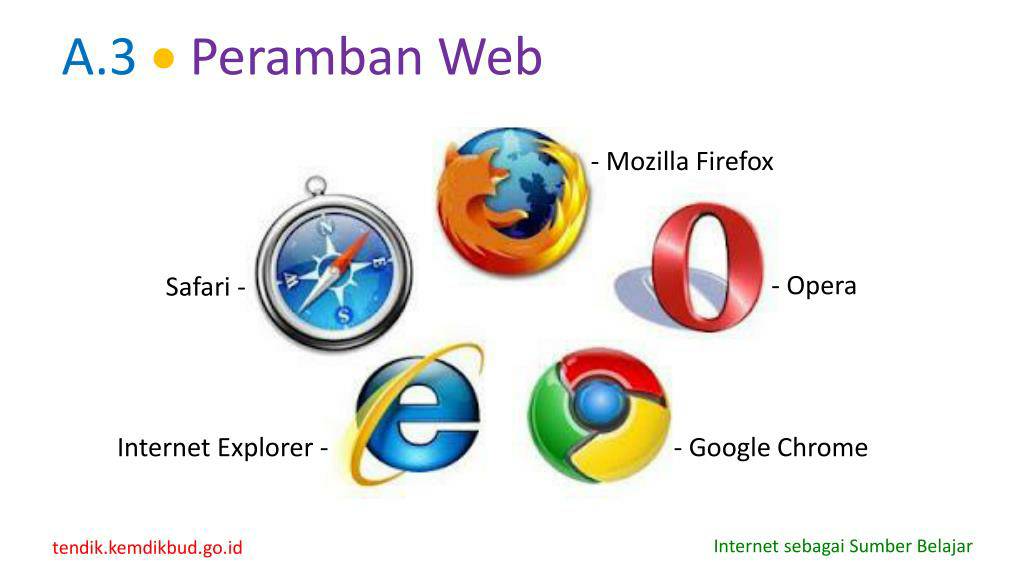 A.3 • Peramban Web
- Mozilla Firefox
Safari -
- Opera
Internet Explorer -
- Google Chrome
tendik.kemdikbud.go.id
Internet sebagai Sumber Belajar